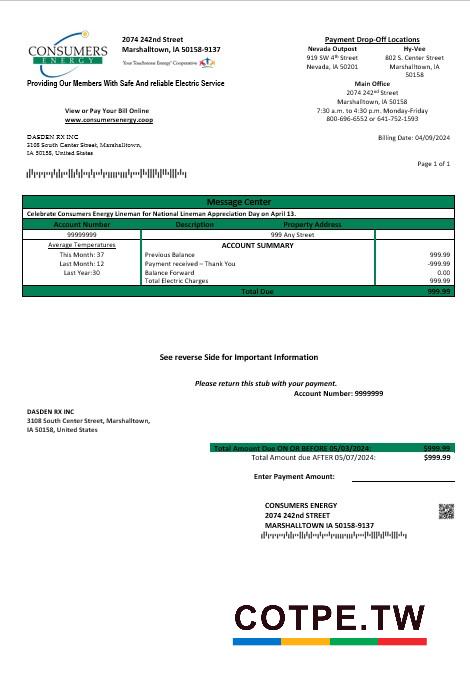 CONSUMERS
ENERGY
2074 242nd Street
Marshalltown, IA 50158-9137
Your Touchstone Energy® Cooperative
Providing Our Members With Safe And reliable Electric Service
Payment Drop-Off Locations
Nevada Outpost
919 SW 4th Street
Nevada, IA 50201
Hy-Vee
802 S. Center Street
Marshalltown, IA
50158
Main Office
2074 242nd Street
Marshalltown, IA 50158
7:30 a.m. to 4:30 p.m. Monday-Friday
800-696-6552 or 641-752-1593
View or Pay Your Bill Online
www.consumersenergy.coop
DASDEN RX INC
3108 South Center Street, Marshalltown,
IA 50158, United States
Billing Date: 04/09/2024
Page 1 of 1
Message Center
Celebrate Consumers Energy Lineman for National Lineman Appreciation Day on April 13.
Account Number Description Property Address
99999999 999 Any Street
Average Temperatures ACCOUNT SUMMARY
This Month: 37 Previous Balance 999.99
Last Month: 12 Payment received – Thank You -999.99
Last Year:30 Balance Forward 0.00
Total Electric Charges 999.99
Total Due 999.99
See reverse Side for Important Information
Please return this stub with your payment.
Account Number: 9999999
DASDEN RX INC
3108 South Center Street, Marshalltown,
IA 50158, United States
Total Amount Due ON OR BEFORE 05/03/2024: $999.99
Total Amount due AFTER 05/07/2024: $999.99
Enter Payment Amount:
CONSUMERS ENERGY
2074 242nd STREET
MARSHALLTOWN IA 50158-9137
COTPE.TW